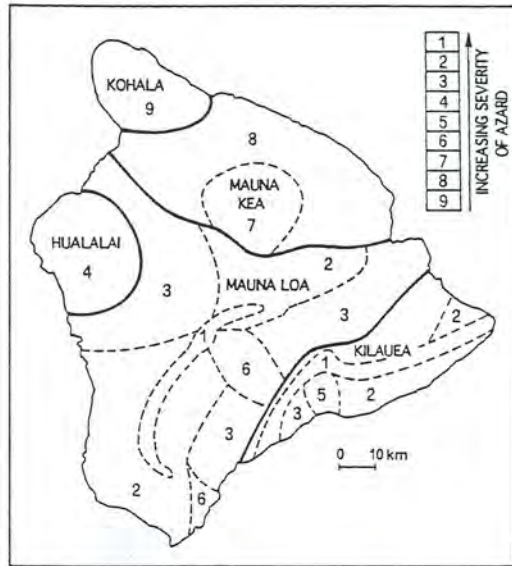 KOHALA
9
8
MAUNA
KEA
7
HUALALAI
4
3
MAUNA LOA
2
3
1
6
3
2
6
KILAUEA
2
1
5
3
2
0 10 km
1
2
3
4
5
6
7
8
9
INCREASING SEVERITY
OF AZARD